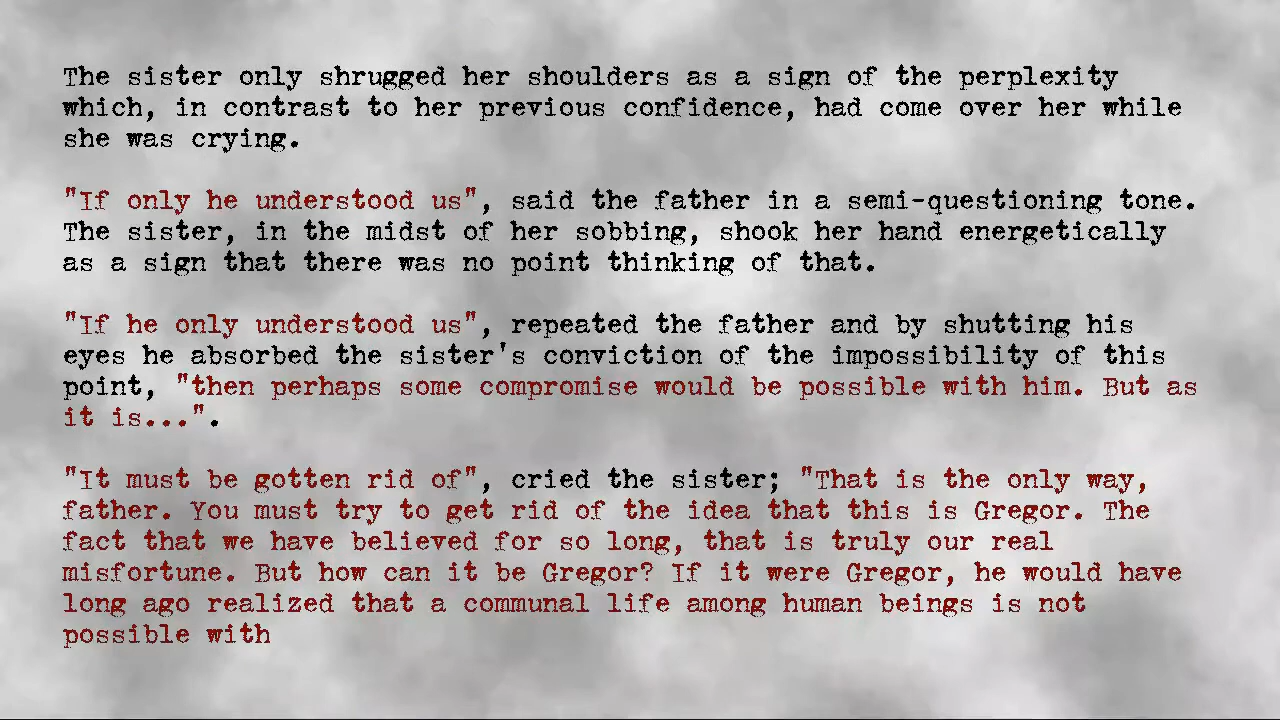 The sister only shrugged her shoulders as a sign of the perplexity
which, in contrast to her previous confidence, had come over her while
she was crying.
"If only he understood us", said the father in a semi-questioning tone.
The sister, in the midst of her sobbing, shook her hand energetically
as a sign that there was no point thinking of that.
"If he only understood us", repeated the father and by shutting his
eyes he absorbed the sister's conviction of the impossibility of this
point, "then perhaps some compromise would be possible with him. But as
it is...".
"It must be gotten rid of", cried the sister; "That is the only way,
father. You must try to get rid of the idea that this is Gregor. The
fact that we have believed for so long, that is truly our real
misfortune. But how can it be Gregor? If it were Gregor, he would have
long ago realized that a communal life among human beings is not
possible with